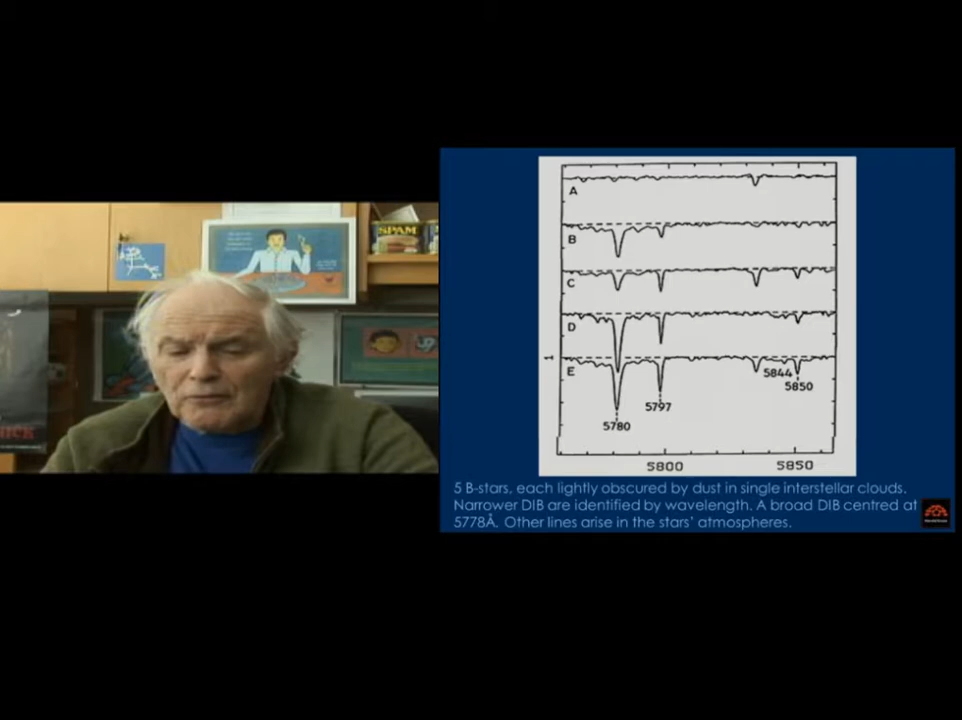 SPAM
A
B
C
D
E
5844
5850
5797
5780
5800 5850
5 B-stars, each lightly obscured by dust in single interstellar clouds.
Narrower DIB are identified by wavelength. A broad DIB centred at
5778Å. Other lines arise in the stars' atmospheres.